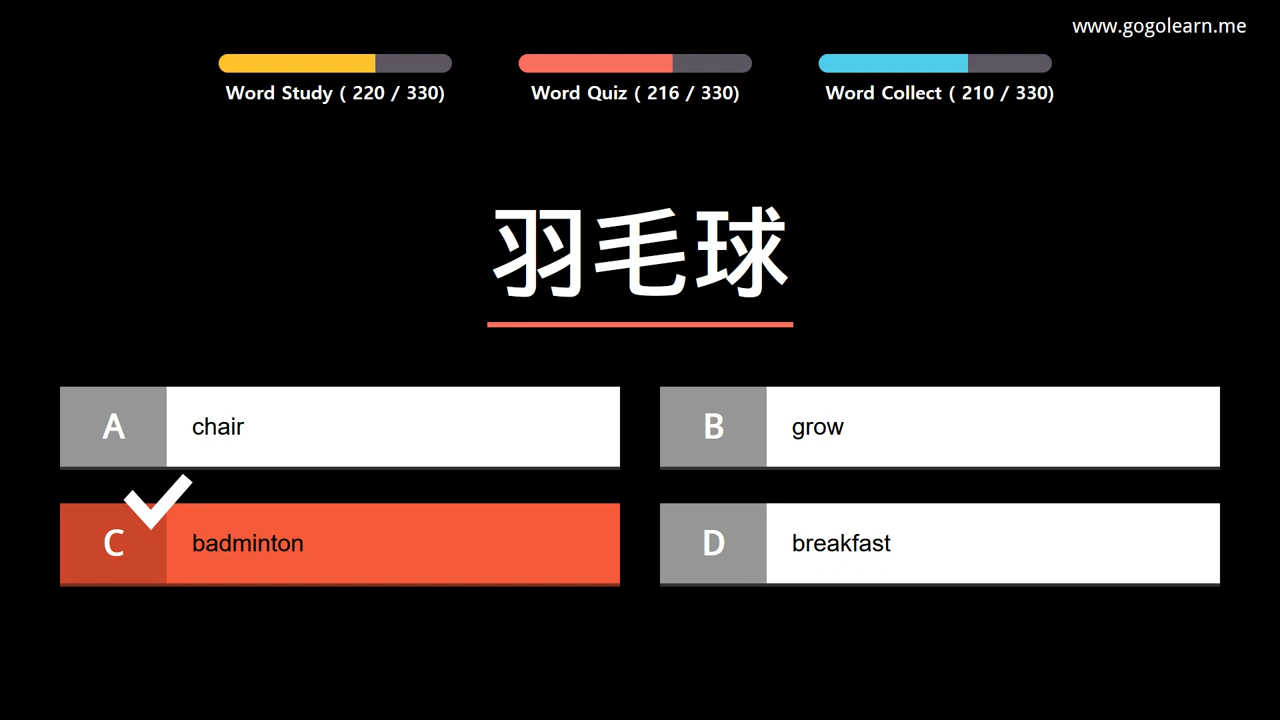 www.gogolearn.me
Word Study ( 220 / 330)
Word Quiz ( 216 / 330)
Word Collect ( 210 / 330)
羽毛球
A chair
B grow
C badminton
D breakfast